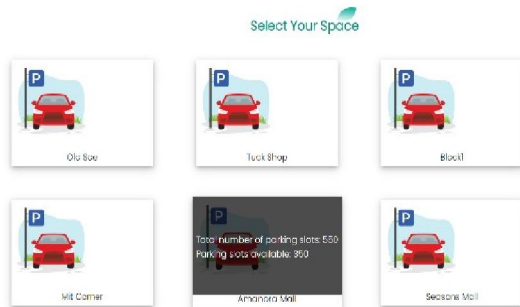 Select Your Space
P
P
P
Old Soe
Tuck Shop
Block1
P
P
P
Total number of parking slots: 550
Parking slots available: 350
Mit Corner
Amanora Mall
Seasons Mall